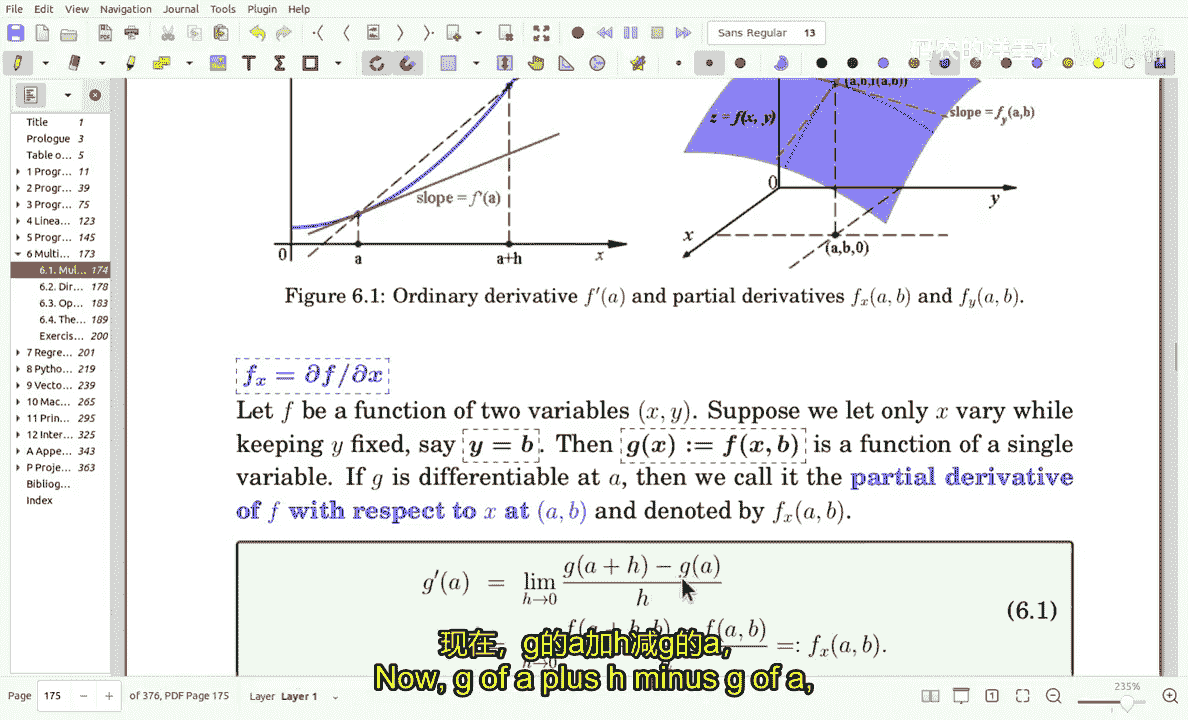 File Edit View Navigation Journal Tools Plugin Help
Sans Regular 13
Title 1
Prologue 3
Table o... 5
1 Progr... 11
2 Progr... 39
3 Progr... 75
4 Linea... 123
5 Progr... 145
6 Multi... 173
6.1. Mul... 174
6.2. Dir... 178
6.3. Op... 183
6.4. The... 189
Exercis... 200
7 Regre... 201
8 Pytho... 219
9 Vecto... 239
10 Mac... 265
11 Prin... 295
12 Inter... 325
A Appe... 343
P Proje... 363
Bibliog...
Index
slope = f'(a)
0 a a+h x
(a,b,f(a,b))
z = f(x, y)
slope = f_y(a,b)
0
y
x
(a,b,0)
Figure 6.1: Ordinary derivative f′(a) and partial derivatives f_x(a, b) and f_y(a, b).
f_x = ∂f/∂x
Let f be a function of two variables (x, y). Suppose we let only x vary while
keeping y fixed, say y = b. Then g(x) := f(x, b) is a function of a single
variable. If g is differentiable at a, then we call it the partial derivative
of f with respect to x at (a, b) and denoted by f_x(a, b).
g′(a) = lim h→0 g(a + h) − g(a) / h
(6.1)
f(a, b) =: f_x(a, b).
现在，g的a加h减g的a,
Now, g of a plus h minus g of a,
Page 175 − + of 376, PDF Page 175 Layer Layer 1 235%